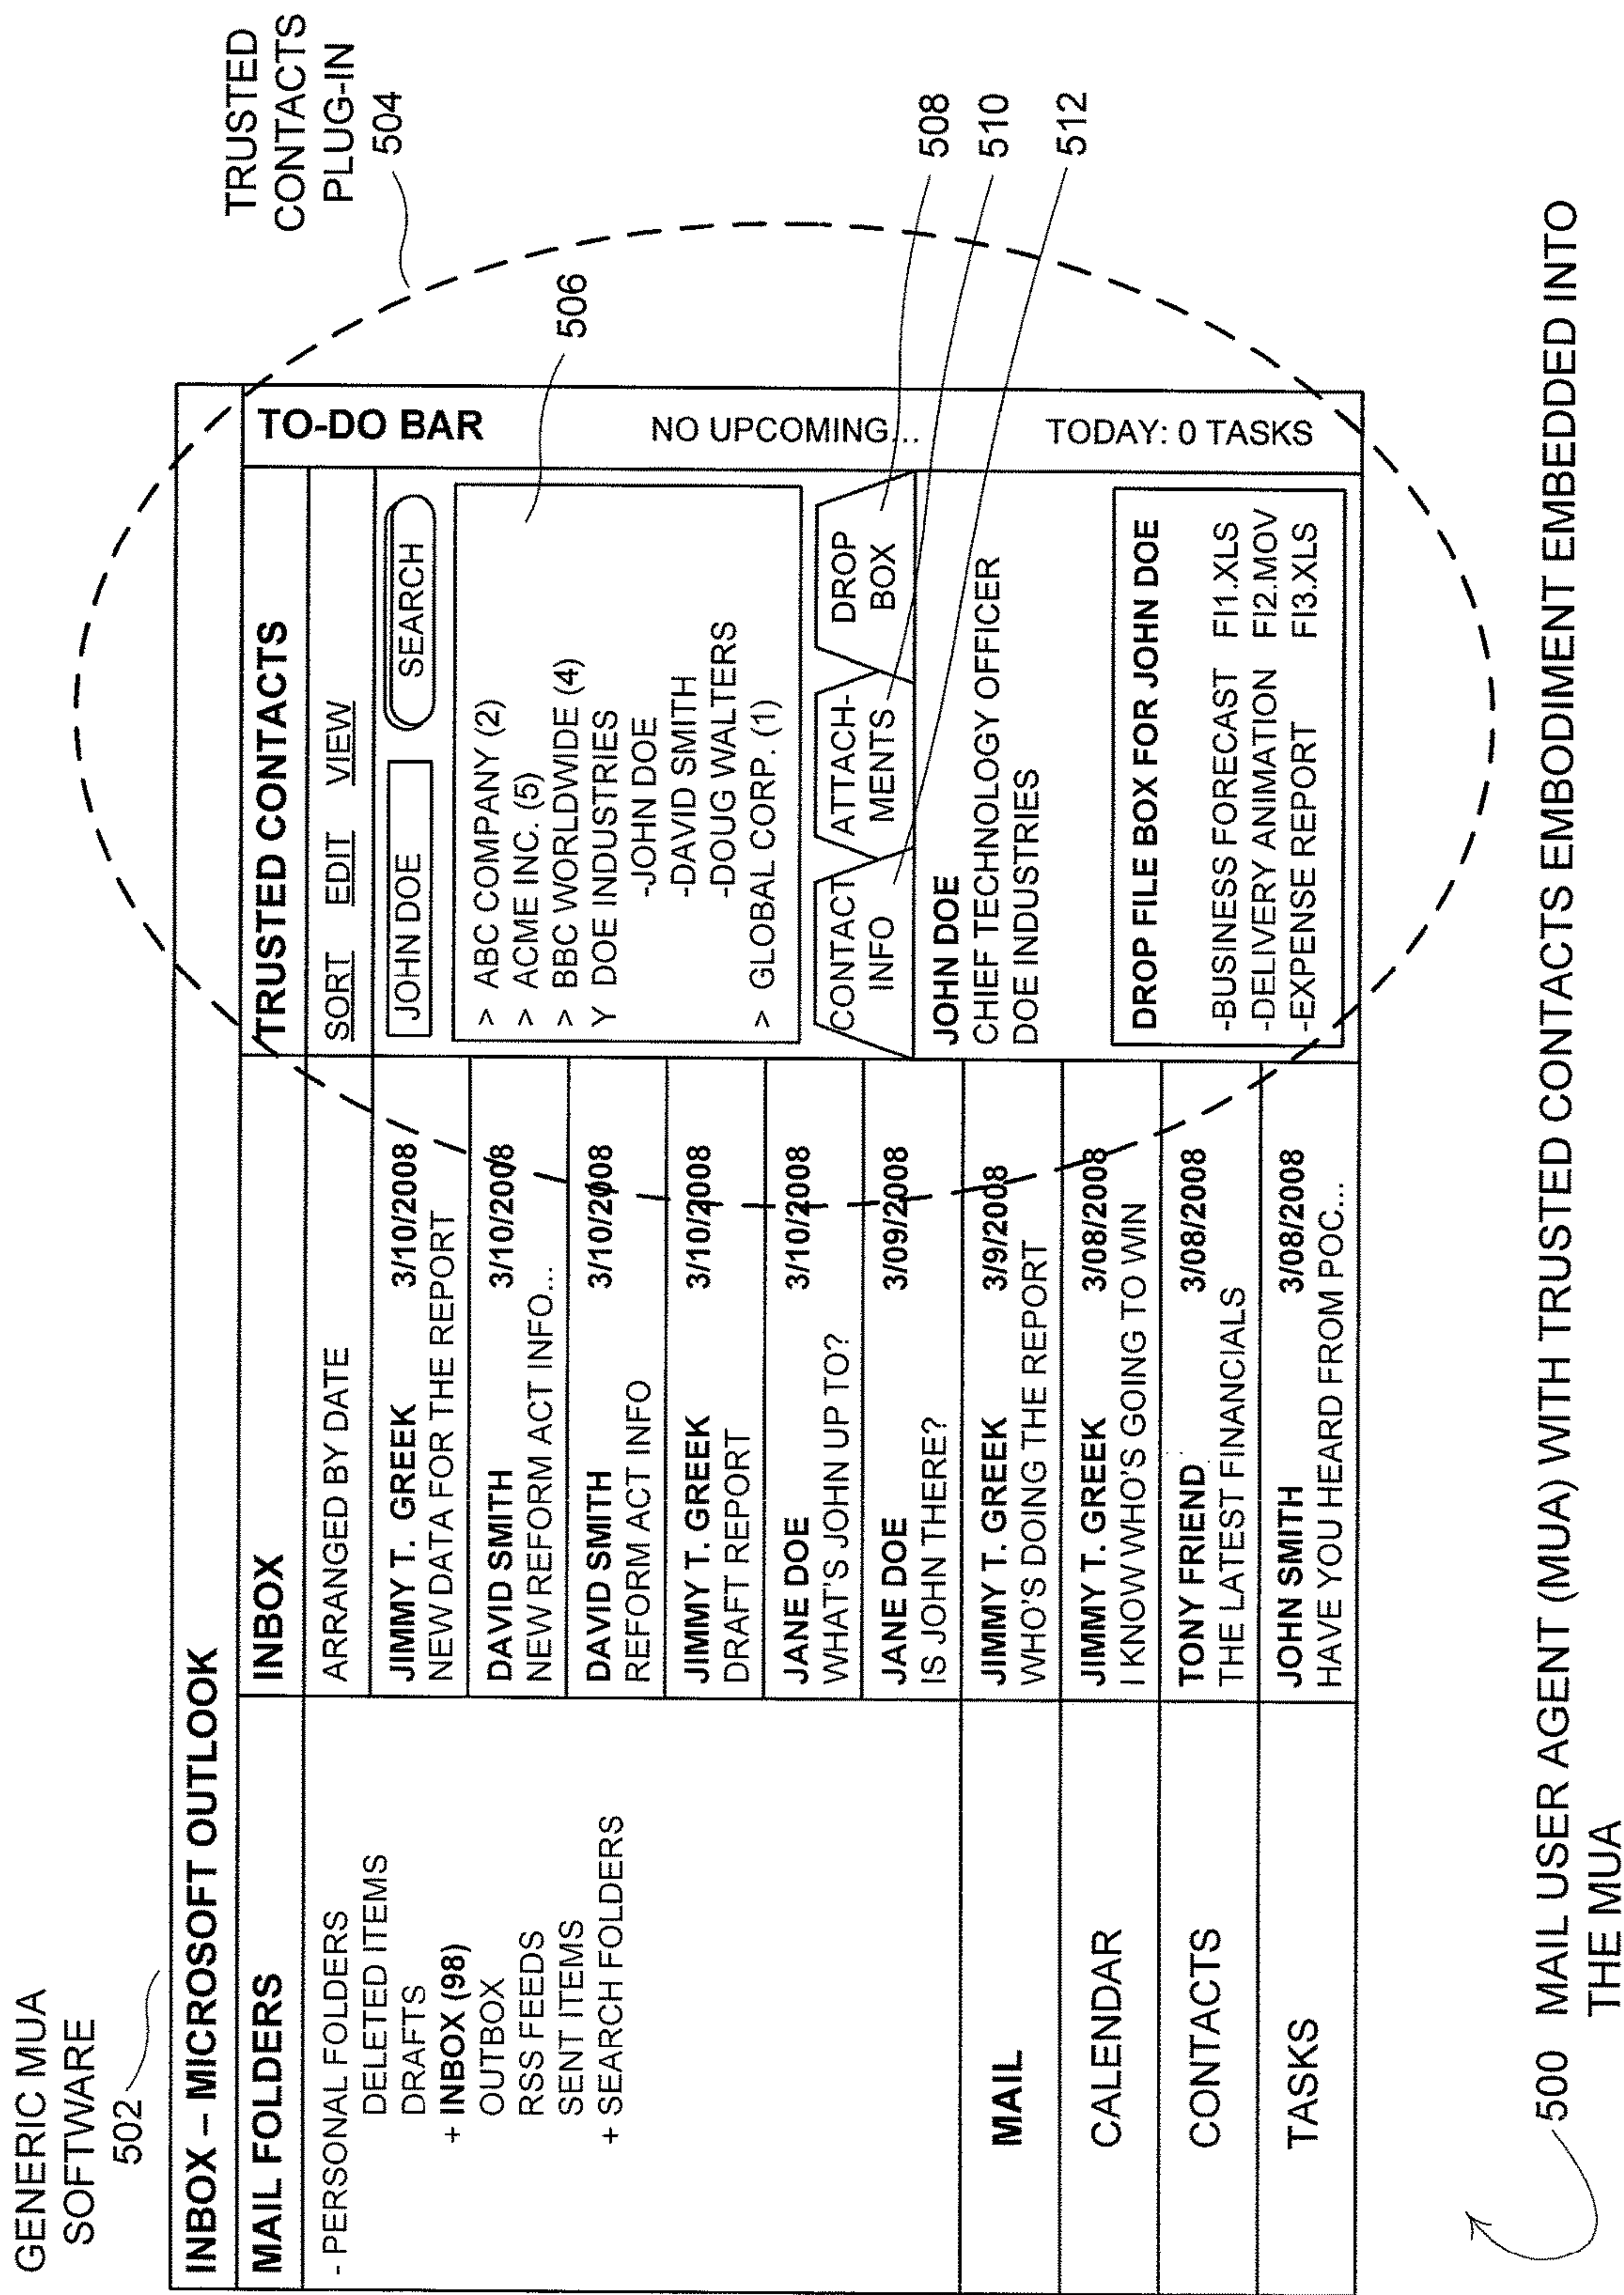 GENERIC MUA
SOFTWARE
502
TRUSTED
CONTACTS
PLUG-IN
504
INBOX – MICROSOFT OUTLOOK
MAIL FOLDERS
- PERSONAL FOLDERS
DELETED ITEMS
DRAFTS
+ INBOX (98)
OUTBOX
RSS FEEDS
SENT ITEMS
+ SEARCH FOLDERS
MAIL
CALENDAR
CONTACTS
TASKS
INBOX
ARRANGED BY DATE
JIMMY T. GREEK 3/10/2008
NEW DATA FOR THE REPORT
DAVID SMITH 3/10/2008
NEW REFORM ACT INFO...
DAVID SMITH 3/10/2008
REFORM ACT INFO
JIMMY T. GREEK 3/10/2008
DRAFT REPORT
JANE DOE 3/10/2008
WHAT'S JOHN UP TO?
JANE DOE 3/09/2008
IS JOHN THERE?
JIMMY T. GREEK 3/9/2008
WHO'S DOING THE REPORT
JIMMY T. GREEK 3/08/2008
I KNOW WHO'S GOING TO WIN
TONY FRIEND 3/08/2008
THE LATEST FINANCIALS
JOHN SMITH 3/08/2008
HAVE YOU HEARD FROM POC...
TRUSTED CONTACTS
SORT EDIT VIEW
JOHN DOE SEARCH
> ABC COMPANY (2)
> ACME INC. (5)
> BBC WORLDWIDE (4)
Y DOE INDUSTRIES
-JOHN DOE
-DAVID SMITH
-DOUG WALTERS
> GLOBAL CORP. (1)
CONTACT INFO
ATTACH-
MENTS
DROP
BOX
JOHN DOE
CHIEF TECHNOLOGY OFFICER
DOE INDUSTRIES
DROP FILE BOX FOR JOHN DOE
-BUSINESS FORECAST FI1.XLS
-DELIVERY ANIMATION FI2.MOV
-EXPENSE REPORT FI3.XLS
TO-DO BAR
NO UPCOMING...
TODAY: 0 TASKS
506
508
510
512
500 MAIL USER AGENT (MUA) WITH TRUSTED CONTACTS EMBODIMENT EMBEDDED INTO
THE MUA